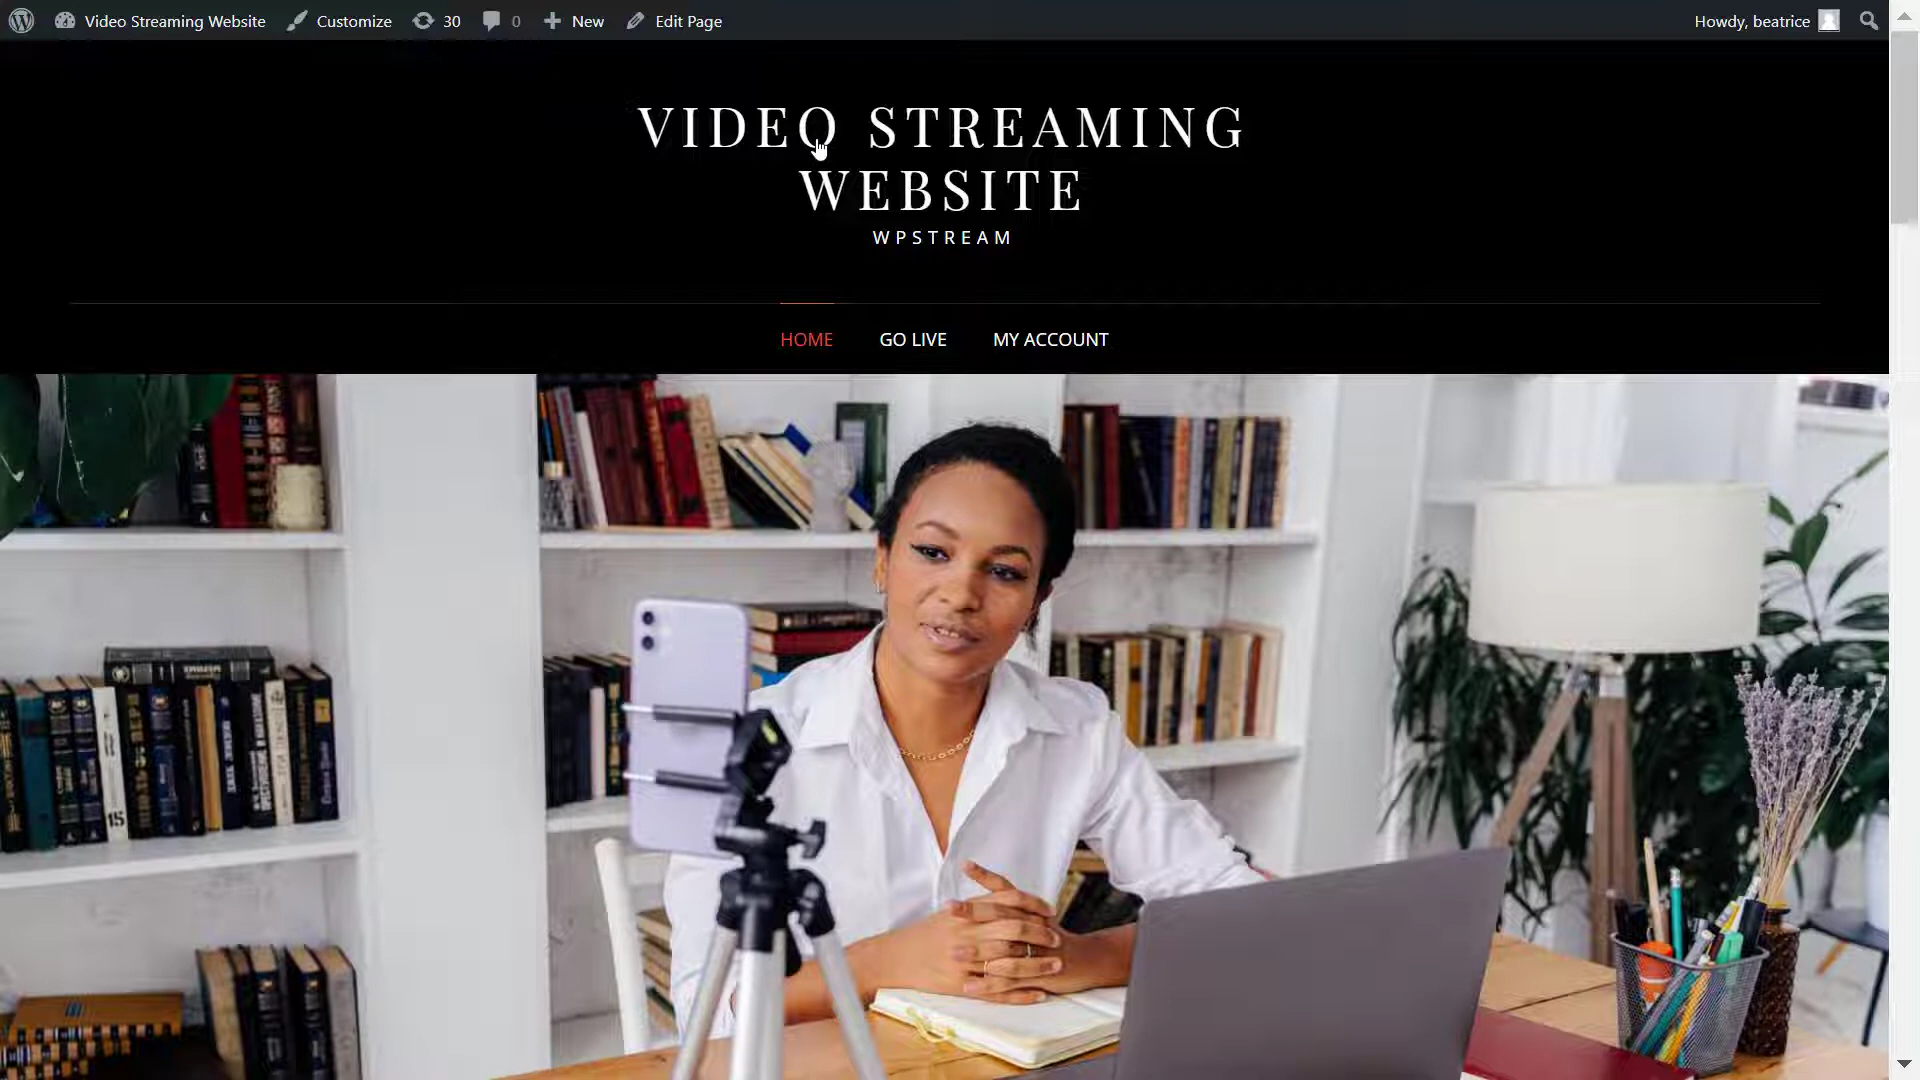 Video Streaming Website Customize 30 0 New Edit Page Howdy, beatrice
VIDEO STREAMING
WEBSITE
WPSTREAM
HOME GO LIVE MY ACCOUNT
15